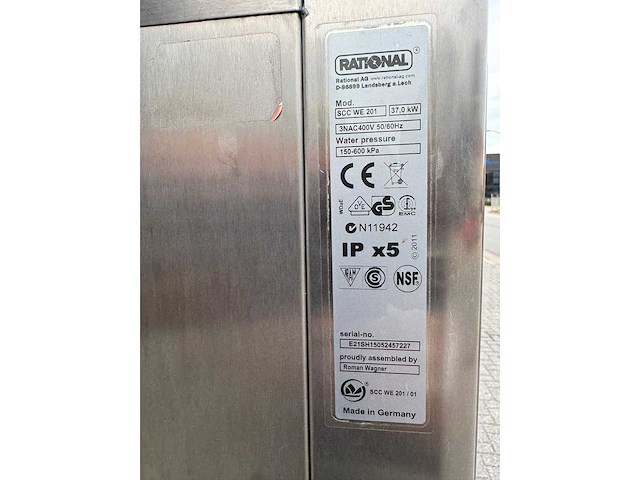 RATIONAL ®
Rational AG www.rational-ag.com
D-86899 Landsberg a.Lech
Mod.
SCC WE 201 37,0 kW
3NAC400V 50/60Hz
Water pressure
150-600 kPa
CE
WDuE VDE GS EMC
N11942
IP x5
© 2011
NSF®
serial-no.
E21SH15052457227
proudly assembled by
Roman Wagner
® SCC WE 201 / 01
Made in Germany